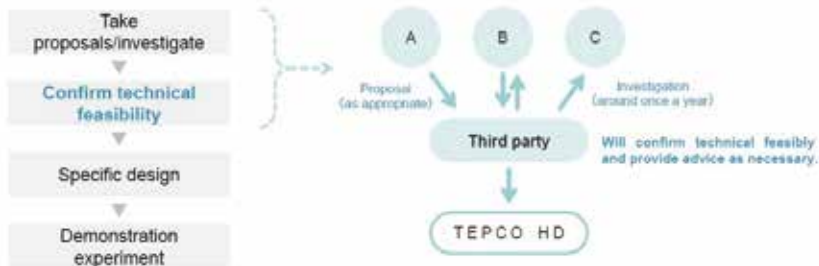 Take
proposals/investigate
Confirm technical
feasibility
Specific design
Demonstration
experiment
A
B
C
Proposal
(as appropriate)
Investigation
(around once a year)
Third party
Will confirm technical feasibly
and provide advice as necessary.
TEPCO HD